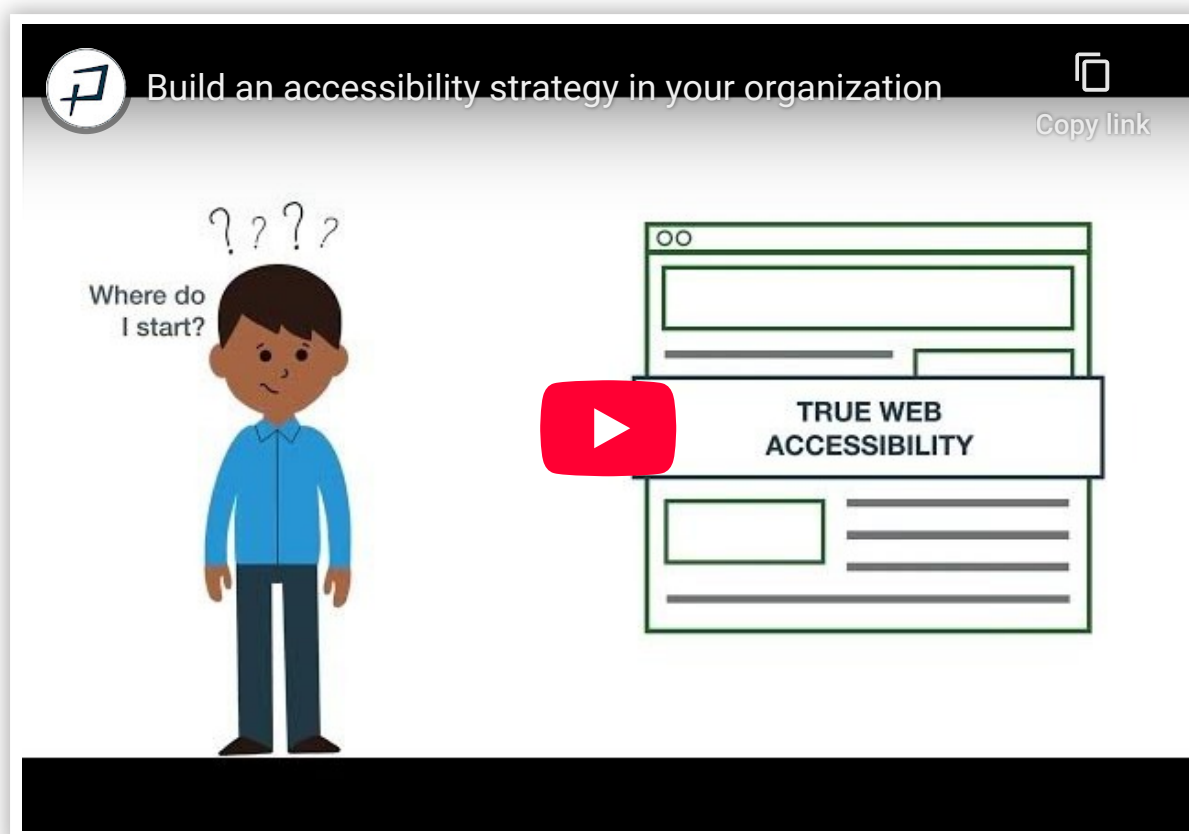 Build an accessibility strategy in your organization
Copy link
? ? ? ?
Where do
I start?
TRUE WEB
ACCESSIBILITY